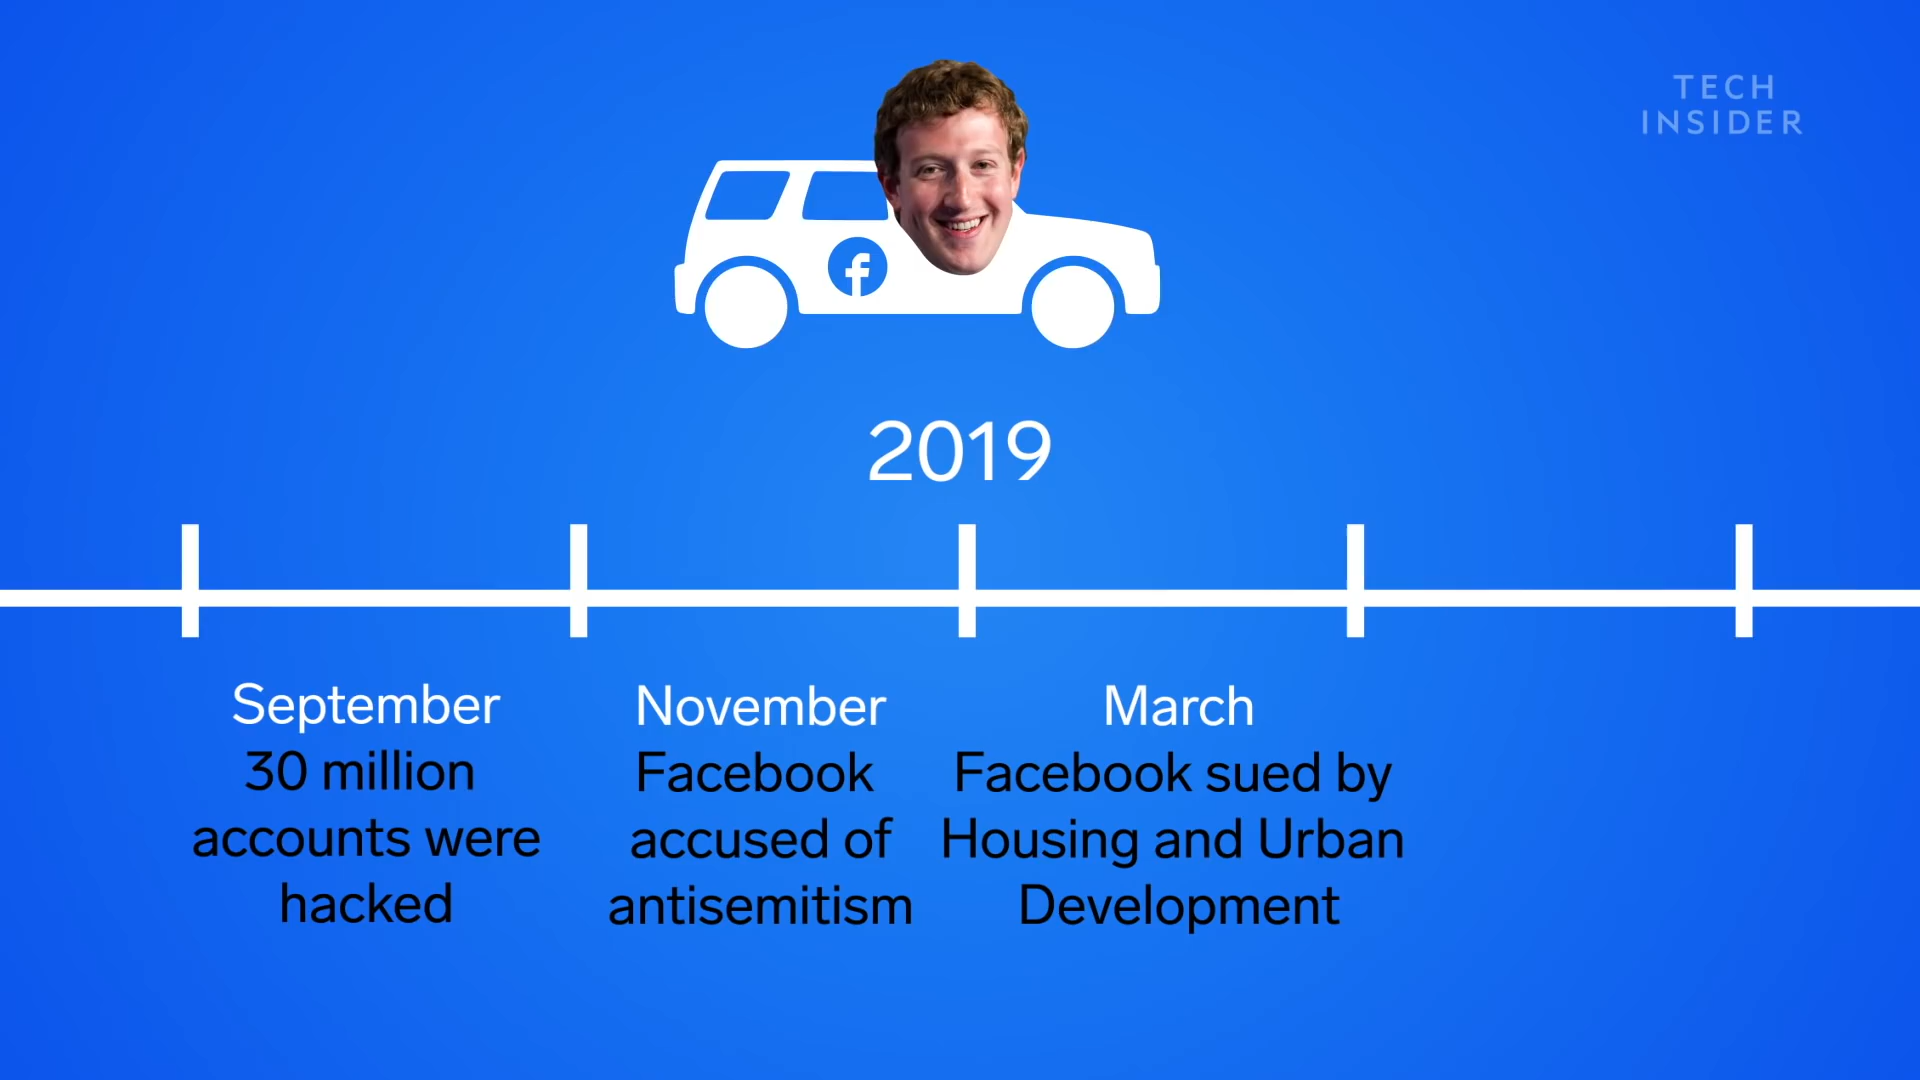 TECH
INSIDER
f
2019
September
30 million
accounts were
hacked
November
Facebook
accused of
antisemitism
March
Facebook sued by
Housing and Urban
Development